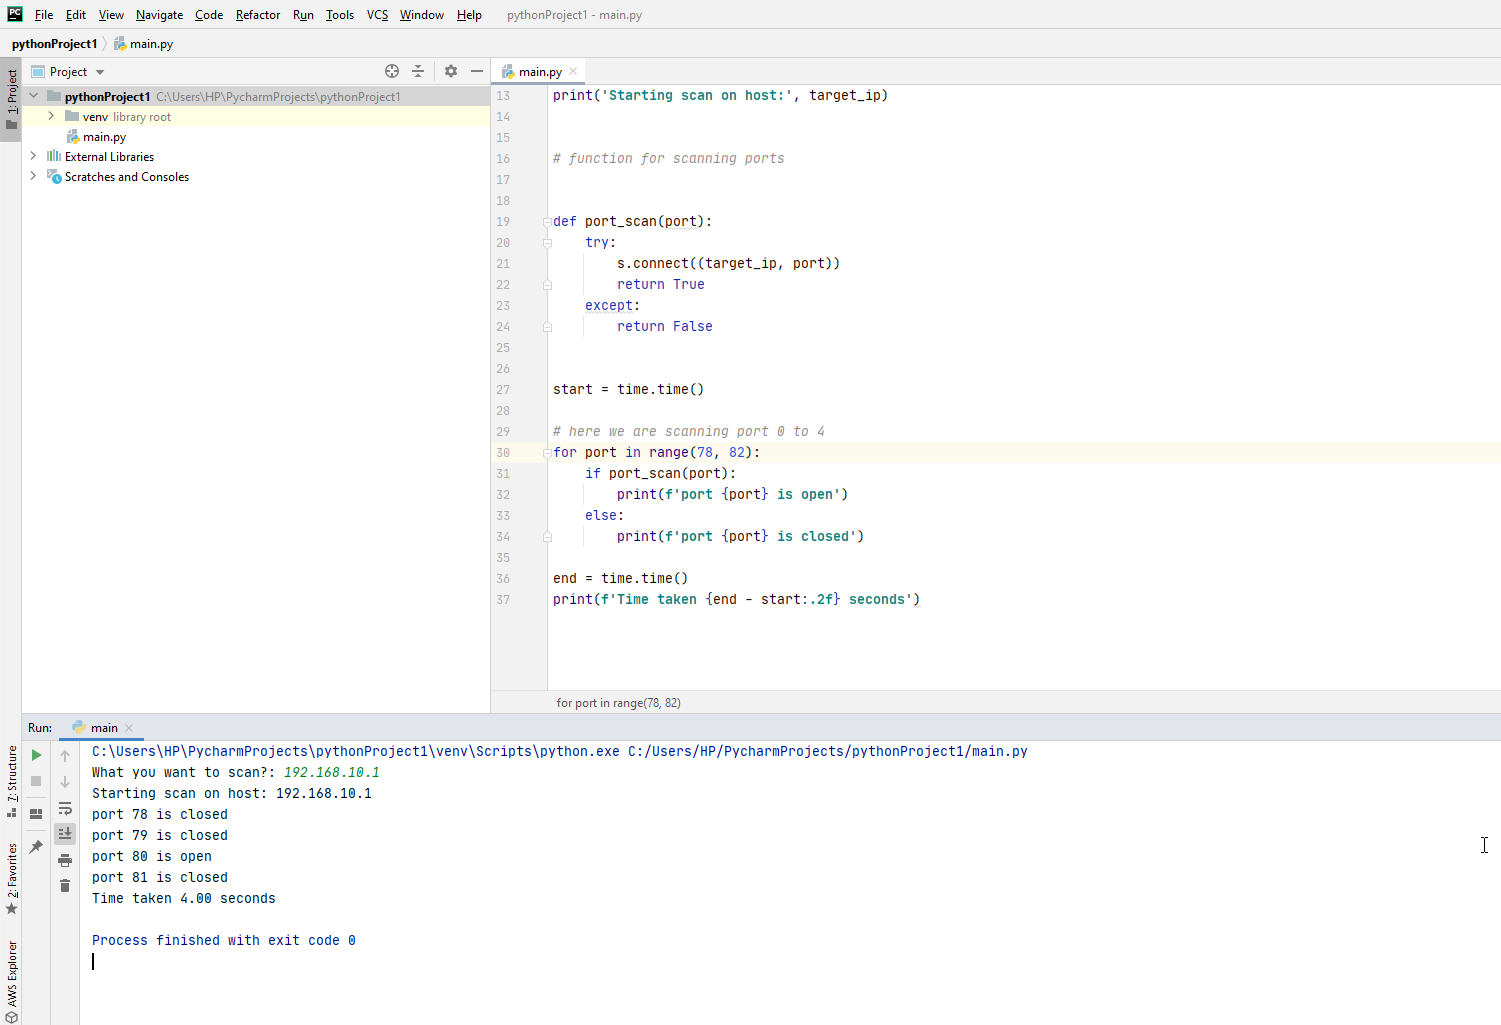 PC File Edit View Navigate Code Refactor Run Tools VCS Window Help pythonProject1 - main.py
pythonProject1 main.py
1: Project
Project
pythonProject1 C:\Users\HP\PycharmProjects\pythonProject1
venv library root
main.py
External Libraries
Scratches and Consoles
main.py
13 print('Starting scan on host:', target_ip)
14
15
16 # function for scanning ports
17
18
19 def port_scan(port):
20 try:
21 s.connect((target_ip, port))
22 return True
23 except:
24 return False
25
26
27 start = time.time()
28
29 # here we are scanning port 0 to 4
30 for port in range(78, 82):
31 if port_scan(port):
32 print(f'port {port} is open')
33 else:
34 print(f'port {port} is closed')
35
36 end = time.time()
37 print(f'Time taken {end - start:.2f} seconds')
for port in range(78, 82)
Run: main
C:\Users\HP\PycharmProjects\pythonProject1\venv\Scripts\python.exe C:/Users/HP/PycharmProjects/pythonProject1/main.py
What you want to scan?: 192.168.10.1
Starting scan on host: 192.168.10.1
port 78 is closed
port 79 is closed
port 80 is open
port 81 is closed
Time taken 4.00 seconds
Process finished with exit code 0
7: Structure
2: Favorites
AWS Explorer